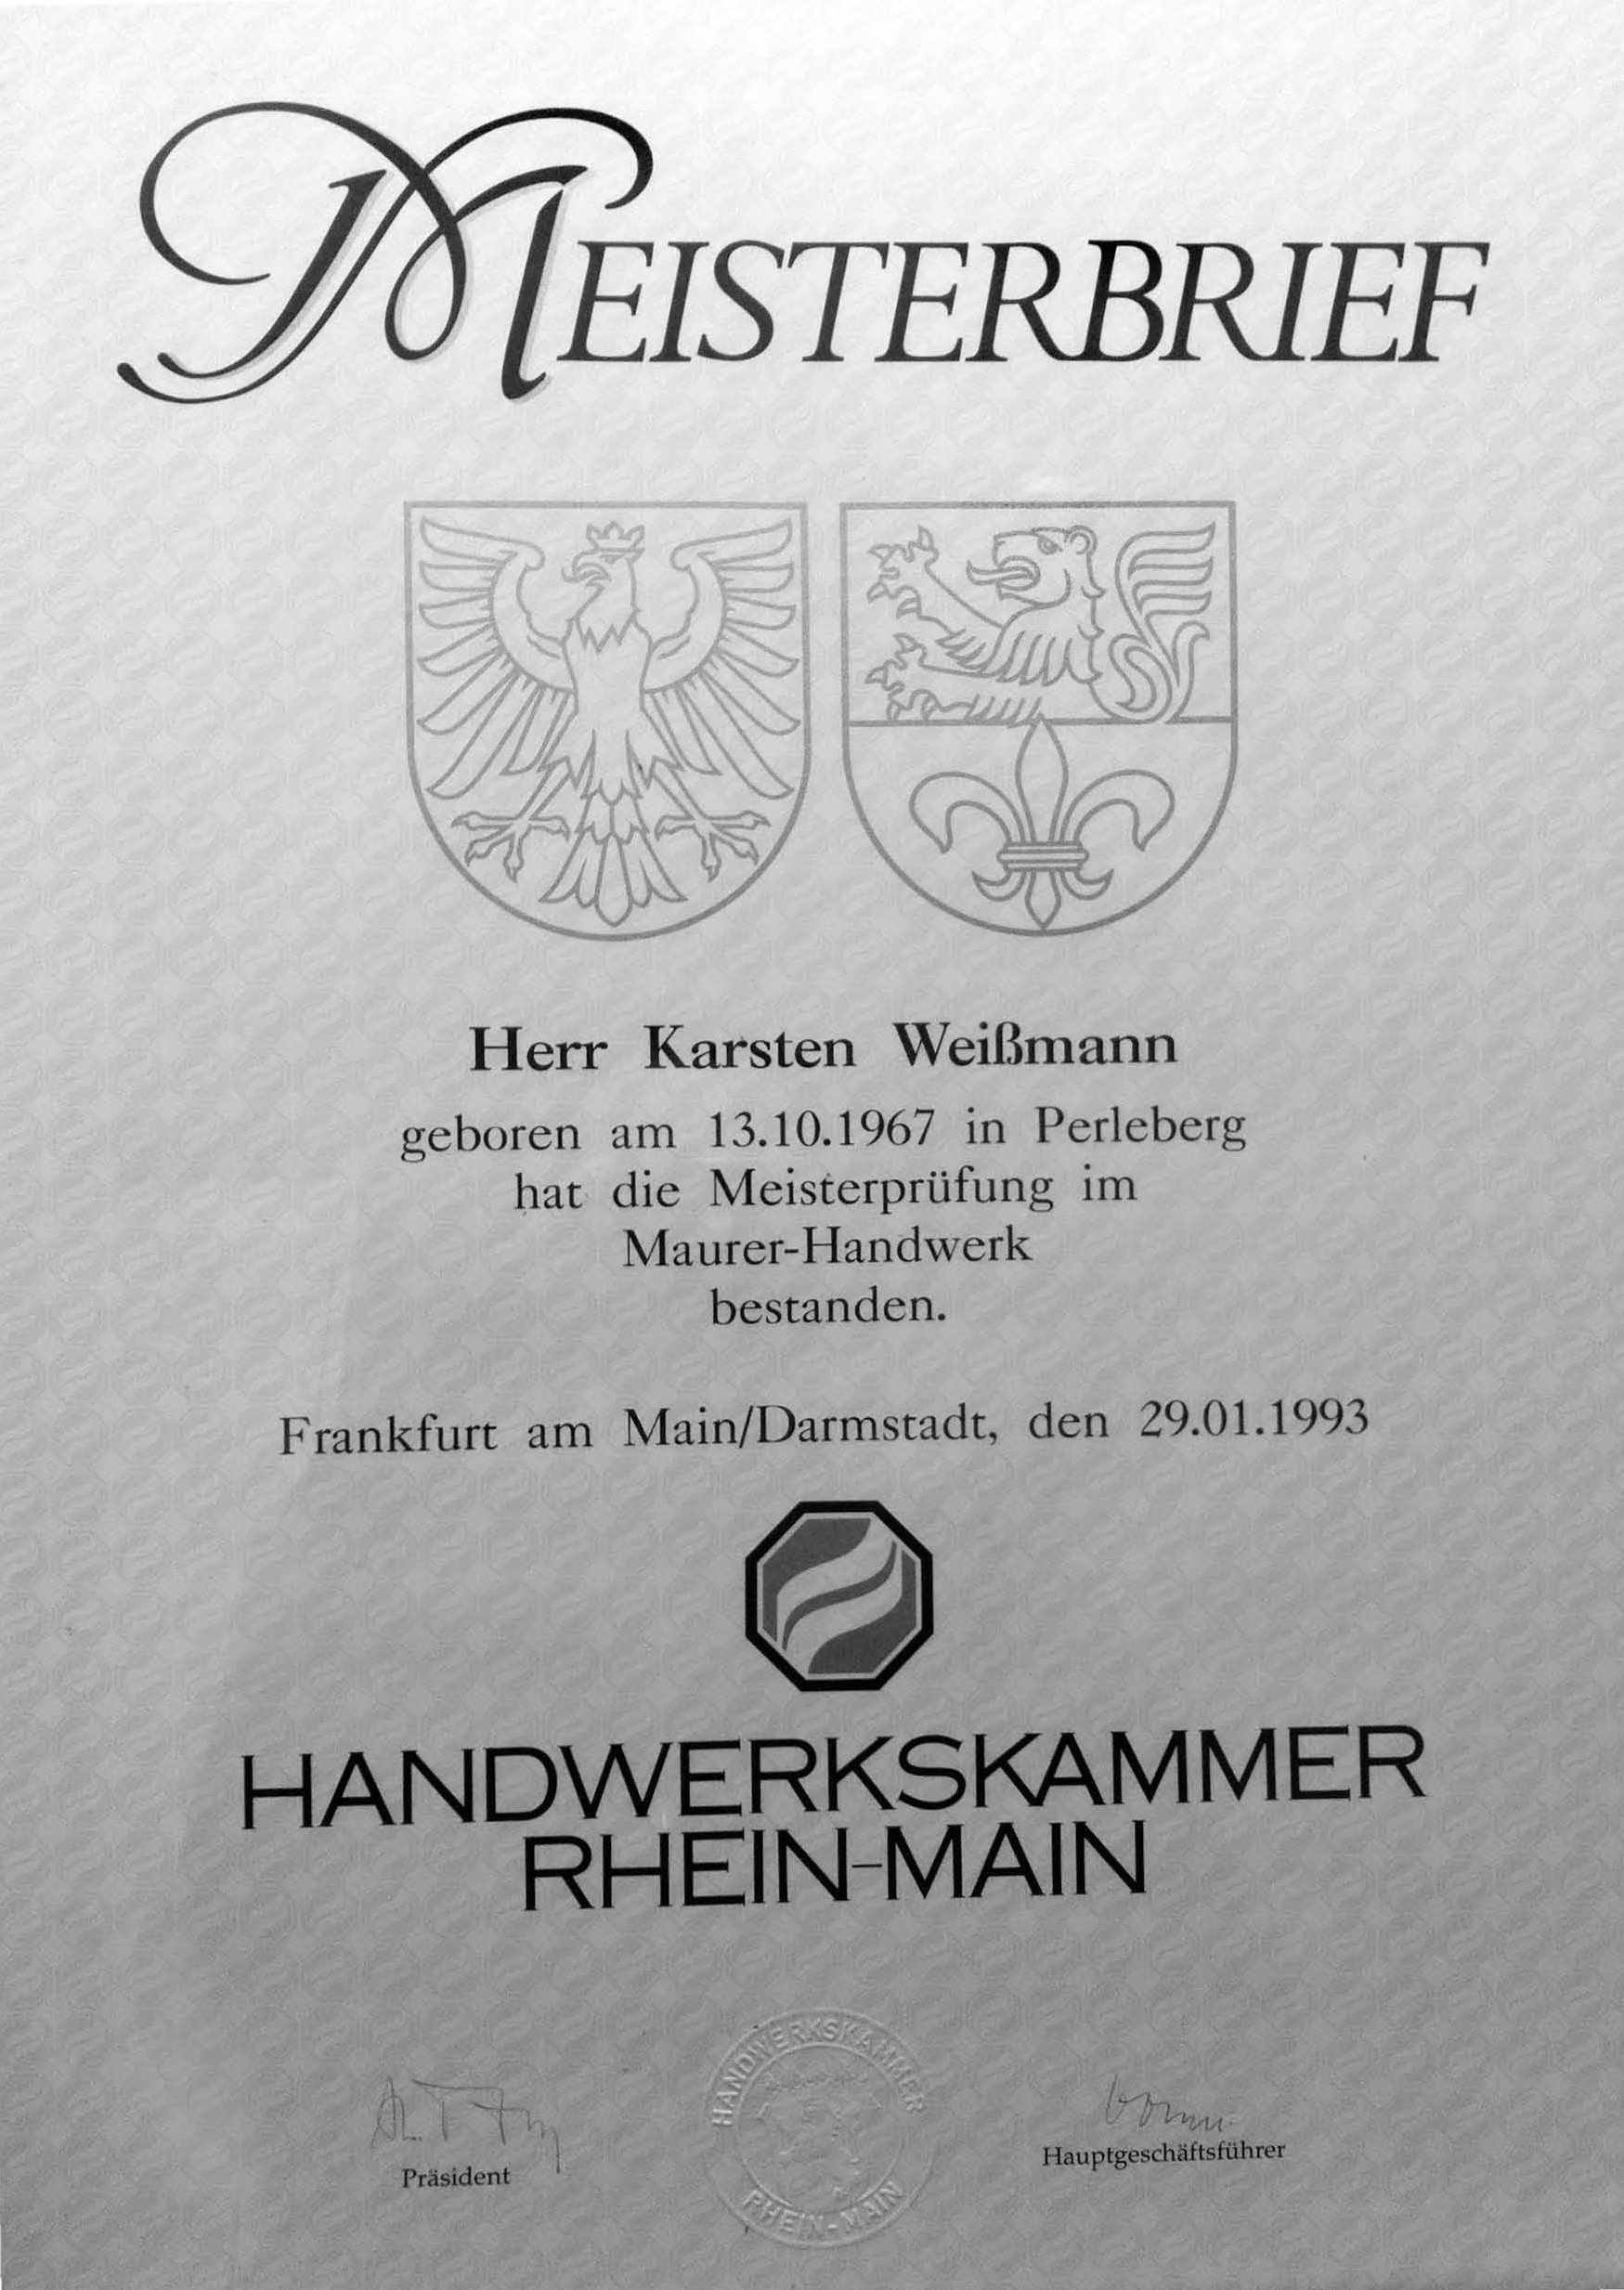 MEISTERBRIEF
Herr Karsten Weißmann
geboren am 13.10.1967 in Perleberg
hat die Meisterprüfung im
Maurer-Handwerk
bestanden.
Frankfurt am Main/Darmstadt, den 29.01.1993
HANDWERKSKAMMER
RHEIN-MAIN
HANDWERKSKAMMER
RHEIN-MAIN
Präsident
Hauptgeschäftsführer